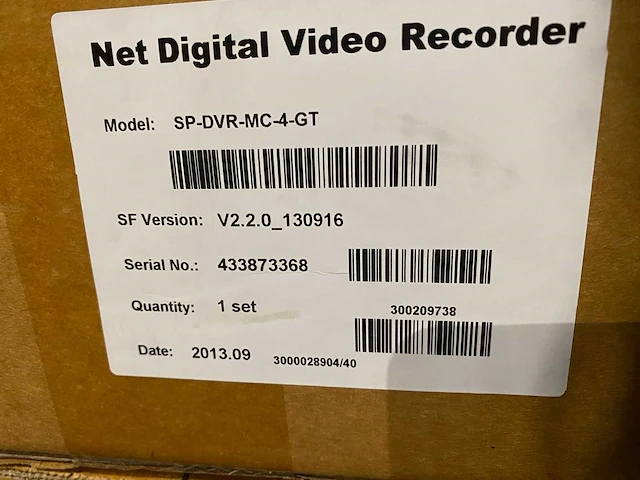 Net Digital Video Recorder
Model: SP-DVR-MC-4-GT
SF Version: V2.2.0_130916
Serial No.: 433873368
Quantity: 1 set
300209738
Date: 2013.09
3000028904/40